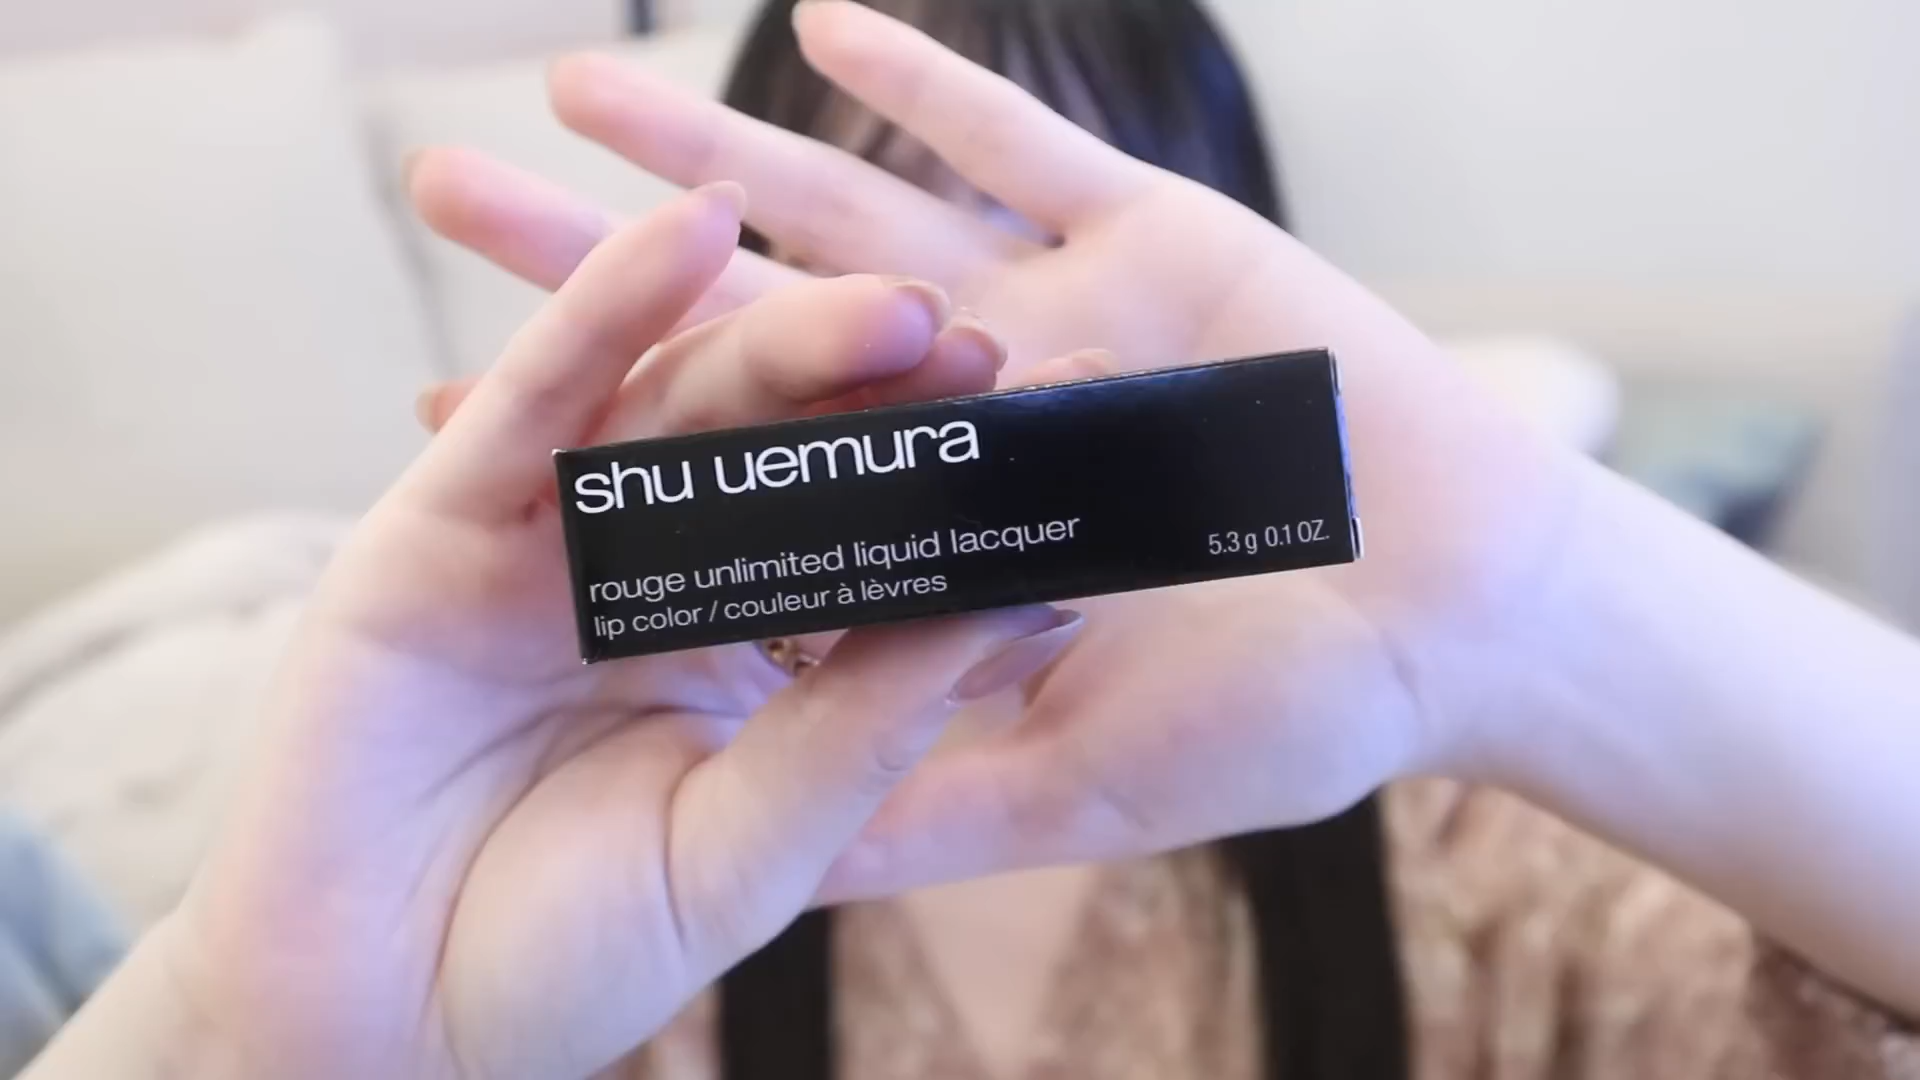 shu uemura
rouge unlimited liquid lacquer
lip color / couleur à lèvres
5.3 g 0.1 OZ.